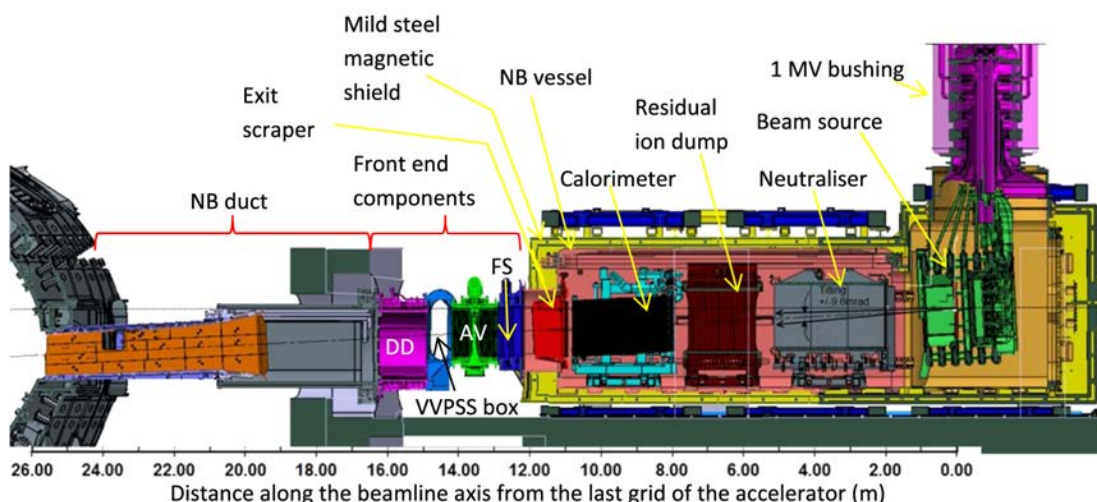 Mild steel
magnetic
shield
NB vessel
1 MV bushing
Exit
scraper
Residual
ion dump
Beam source
Front end
components
Calorimeter
Neutraliser
NB duct
FS
Tilting
+/-9.6mrad
DD
AV
VVPSS box
26.00 24.00 22.00 20.00 18.00 16.00 14.00 12.00 10.00 8.00 6.00 4.00 2.00 0.00
Distance along the beamline axis from the last grid of the accelerator (m)